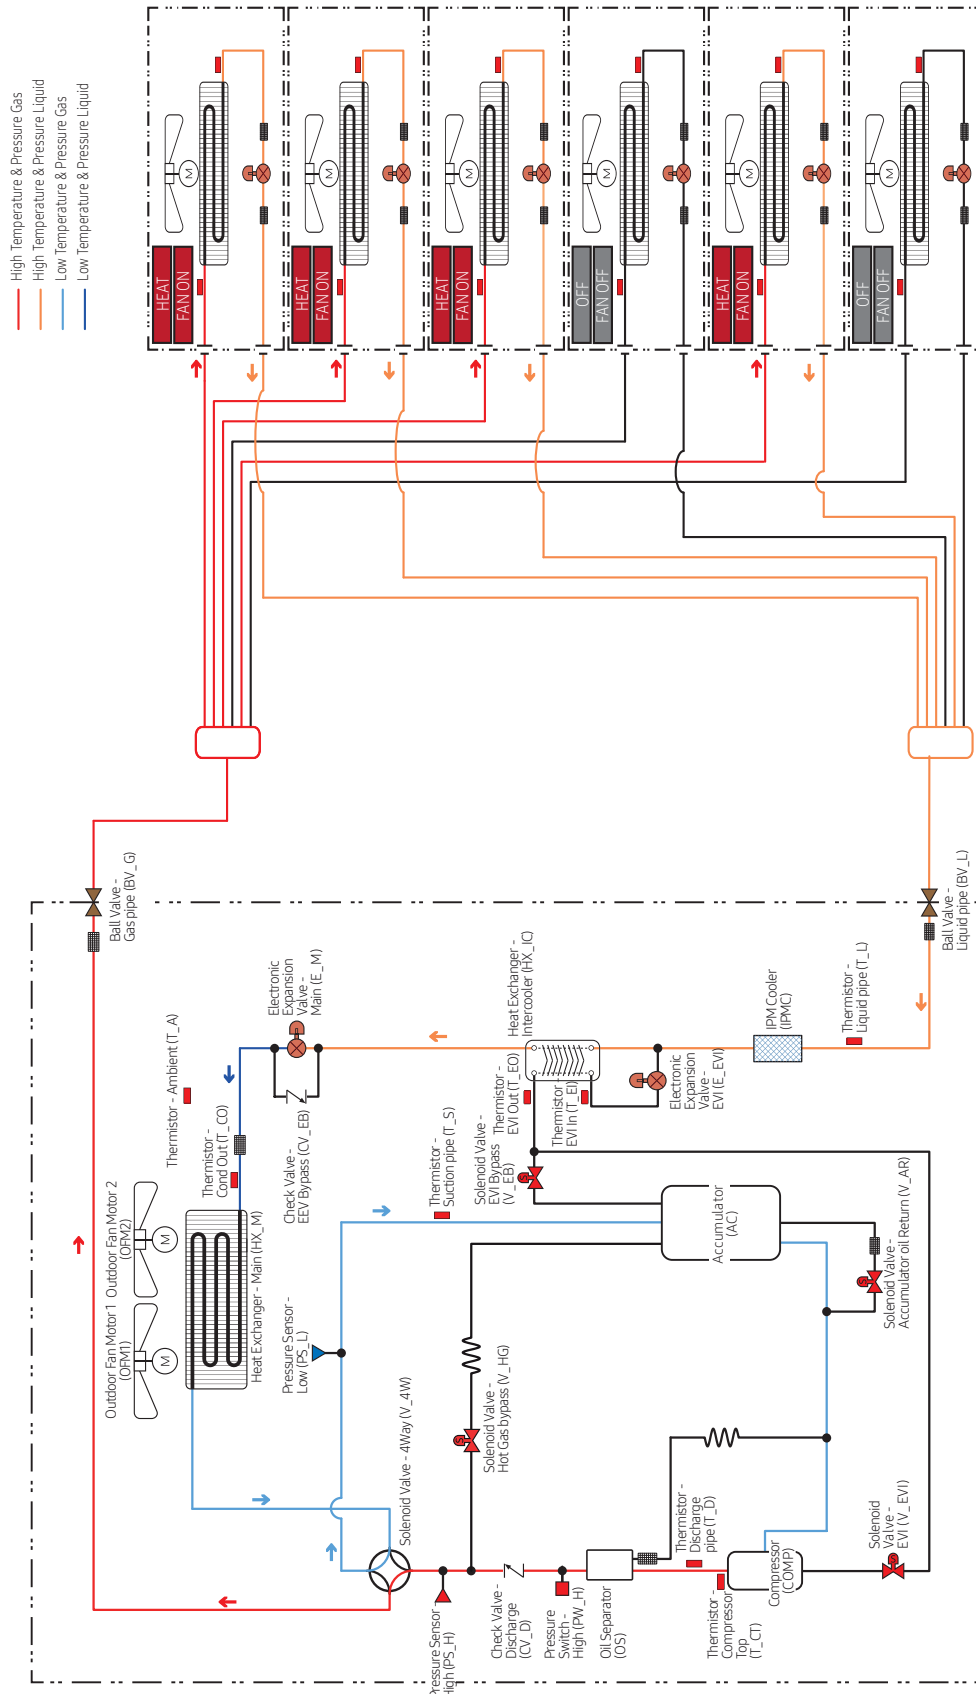 High Temperature & Pressure Gas
High Temperature & Pressure Liquid
Low Temperature & Pressure Gas
Low Temperature & Pressure Liquid
HEAT
FAN ON
M
HEAT
FAN ON
M
HEAT
FAN ON
M
OFF
FAN OFF
M
HEAT
FAN ON
M
OFF
FAN OFF
M
Ball Valve -
Gas pipe (BV_G)
Ball Valve -
Liquid pipe (BV_L)
Electronic
Expansion
Valve -
Main (E_M)
Heat Exchanger -
Intercooler (HX_IC)
IPM Cooler
(IPMC)
Thermistor -
Liquid pipe (T_L)
Thermistor - Ambient (T_A)
Thermistor -
Cond Out (T_CO)
Check Valve -
EEV Bypass (CV_EB)
Thermistor -
Suction pipe (T_S)
Solenoid Valve -
EVI Bypass
(V_EB)
Thermistor -
EVI Out (T_EO)
Thermistor -
EVI In (T_EI)
Electronic
Expansion
Valve -
EVI (E_EVI)
Outdoor Fan Motor 2
(OFM2)
M
Outdoor Fan Motor 1
(OFM1)
M
Heat Exchanger - Main (HX_M)
Pressure Sensor -
Low (PS_L)
Accumulator
(AC)
S
Solenoid Valve -
Accumulator oil Return (V_AR)
S
Solenoid Valve - 4Way (V_4W)
S
Solenoid Valve -
Hot Gas bypass (V_HG)
Pressure Sensor -
High (PS_H)
Check Valve -
Discharge
(CV_D)
Pressure
Switch -
High (PW_H)
Oil Separator
(OS)
Thermistor -
Discharge
pipe (T_D)
Thermistor -
Compressor
Top
(T_CT)
Compressor
(COMP)
Solenoid
Valve -
EVI (V_EVI)
S